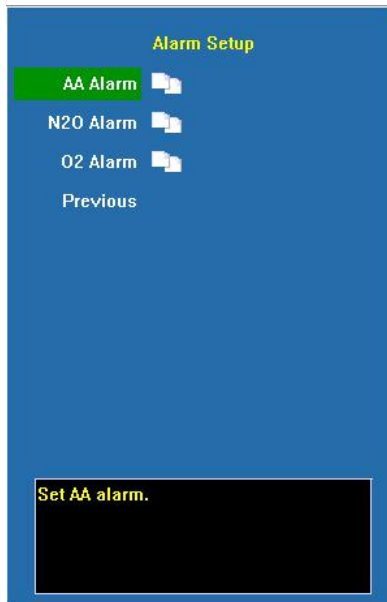 Alarm Setup
AA Alarm
N2O Alarm
O2 Alarm
Previous
Set AA alarm.